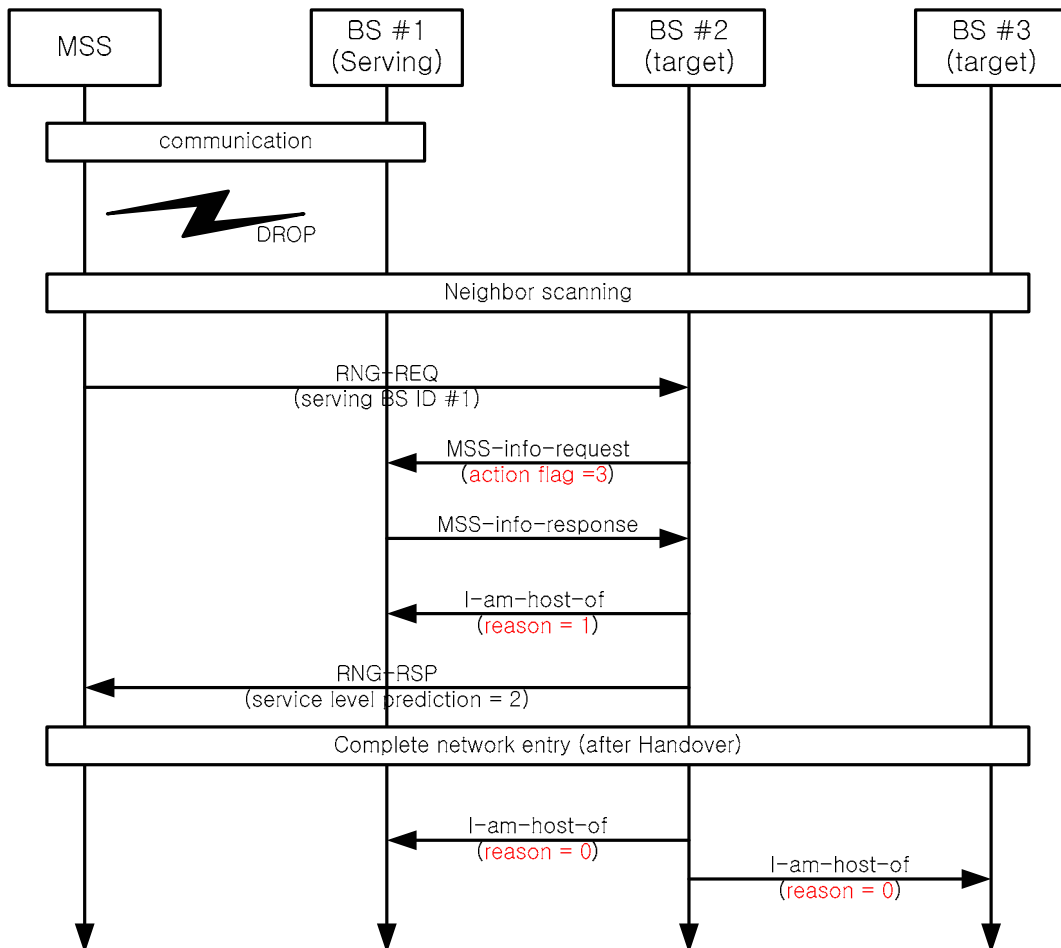 MSS
BS #1
(Serving)
BS #2
(target)
BS #3
(target)
communication
DROP
Neighbor scanning
RNG-REQ
(serving BS ID #1)
MSS-info-request
(action flag =3)
MSS-info-response
I-am-host-of
(reason = 1)
RNG-RSP
(service level prediction = 2)
Complete network entry (after Handover)
I-am-host-of
(reason = 0)
I-am-host-of
(reason = 0)